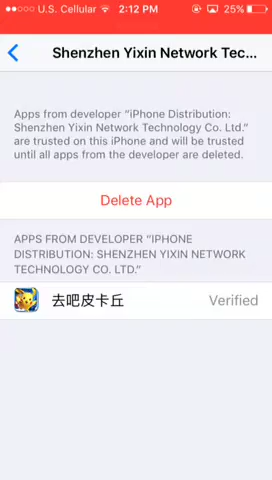 U.S. Cellular 2:12 PM 25%
Shenzhen Yixin Network Tec...
Apps from developer “iPhone Distribution:
Shenzhen Yixin Network Technology Co. Ltd.”
are trusted on this iPhone and will be trusted
until all apps from the developer are deleted.
Delete App
APPS FROM DEVELOPER “IPHONE
DISTRIBUTION: SHENZHEN YIXIN NETWORK
TECHNOLOGY CO. LTD.”
去吧皮卡丘 Verified